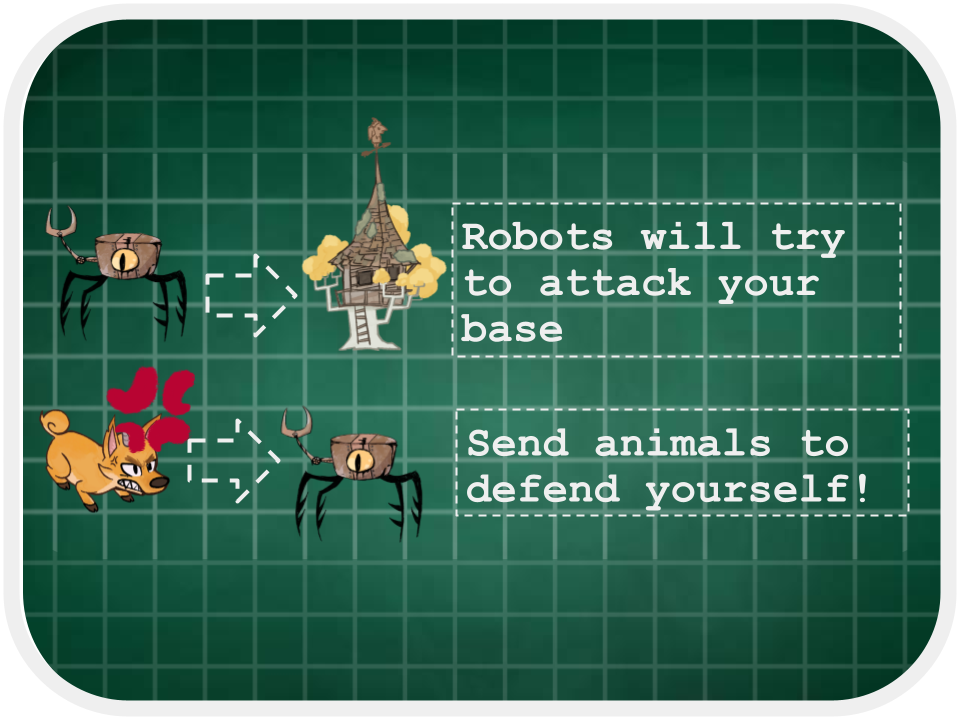 Robots will try
to attack your
base
Send animals to
defend yourself!